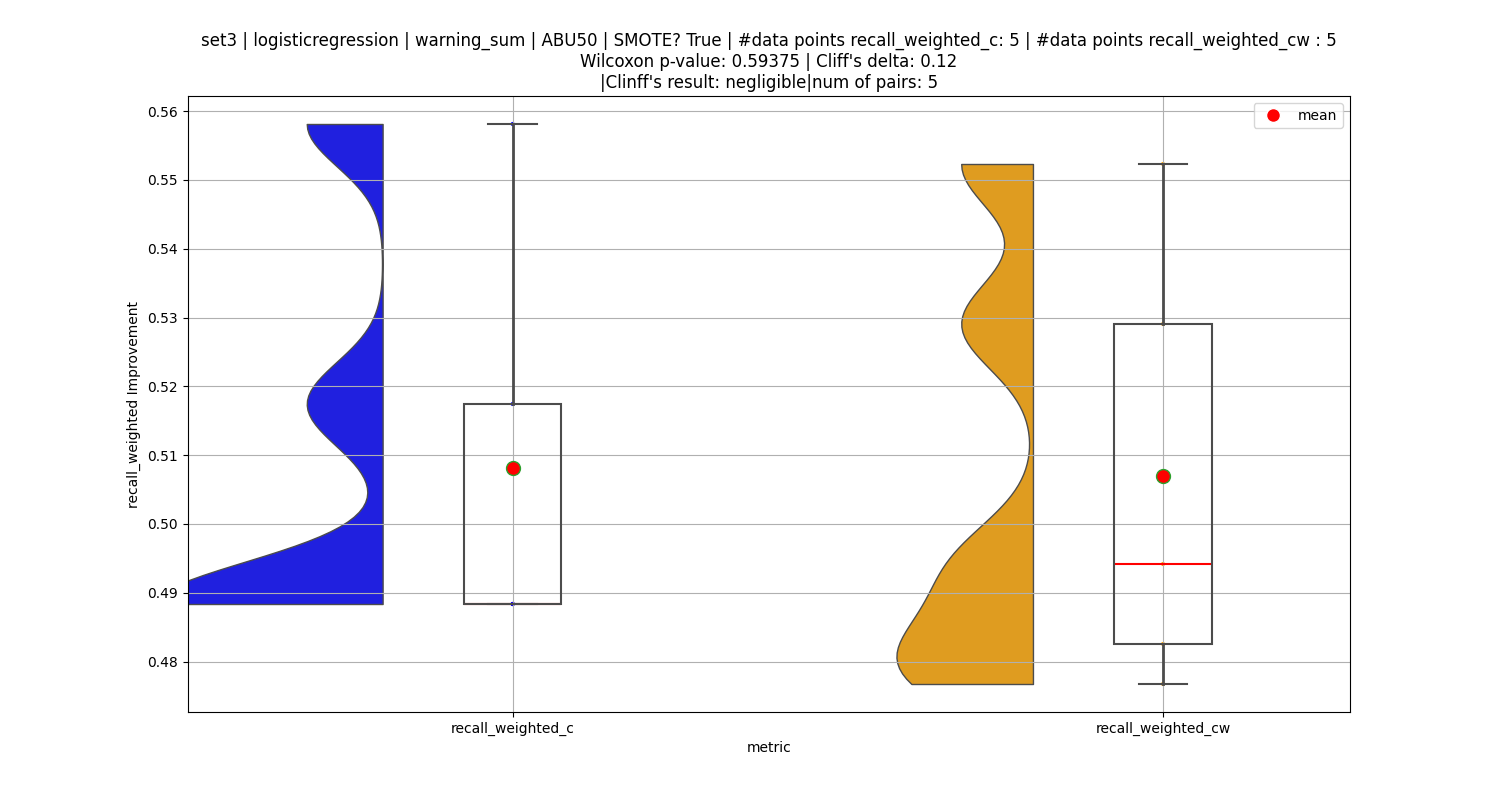 set3 | logisticregression | warning_sum | ABU50 | SMOTE? True | #data points recall_weighted_c: 5 | #data points recall_weighted_cw : 5
Wilcoxon p-value: 0.59375 | Cliff's delta: 0.12
|Clinff's result: negligible|num of pairs: 5
mean
0.56
0.55
0.54
0.53
0.52
0.51
0.50
0.49
0.48
recall_weighted Improvement
recall_weighted_c
recall_weighted_cw
metric